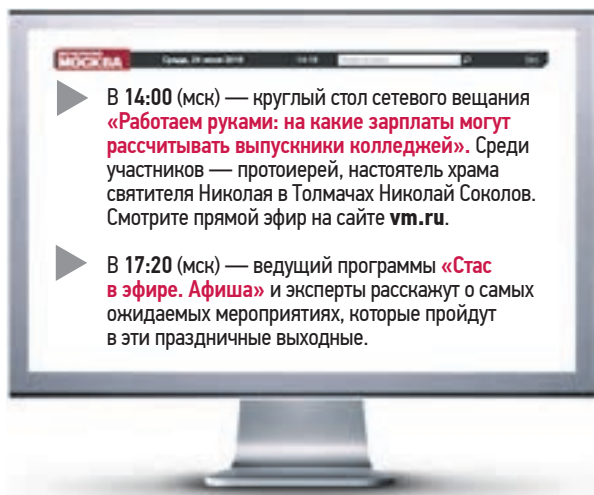 МОСКВА
В 14:00 (мск) — круглый стол сетевого вещания
«Работаем руками: на какие зарплаты могут
рассчитывать выпускники колледжей». Среди
участников — протоиерей, настоятель храма
святителя Николая в Толмачах Николай Соколов.
Смотрите прямой эфир на сайте vm.ru.
В 17:20 (мск) — ведущий программы «Стас
в эфире. Афиша» и эксперты расскажут о самых
ожидаемых мероприятиях, которые пройдут
в эти праздничные выходные.